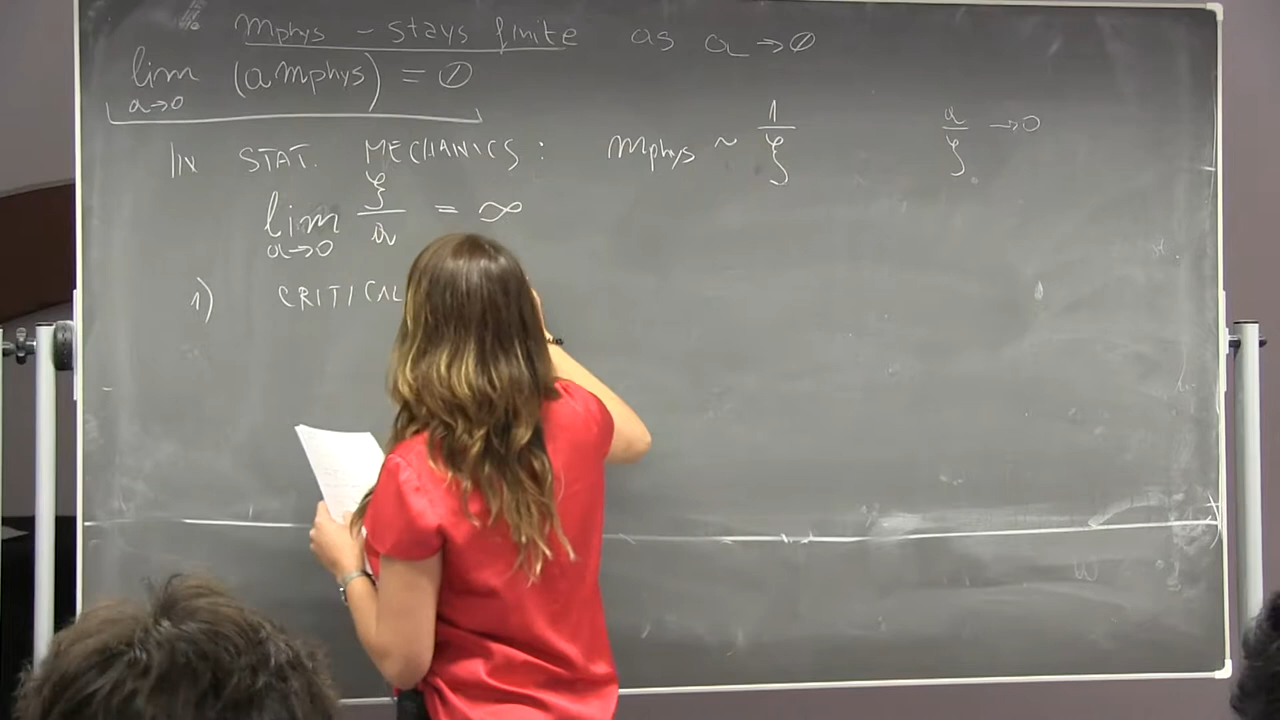 mphys - stays finite as a → 0
lim a→0 (a mphys) = 0
IN STAT. MECHANICS: mphys ~ 1/ξ a/ξ → 0
lim a→0 ξ/a = ∞
1) CRITICAL